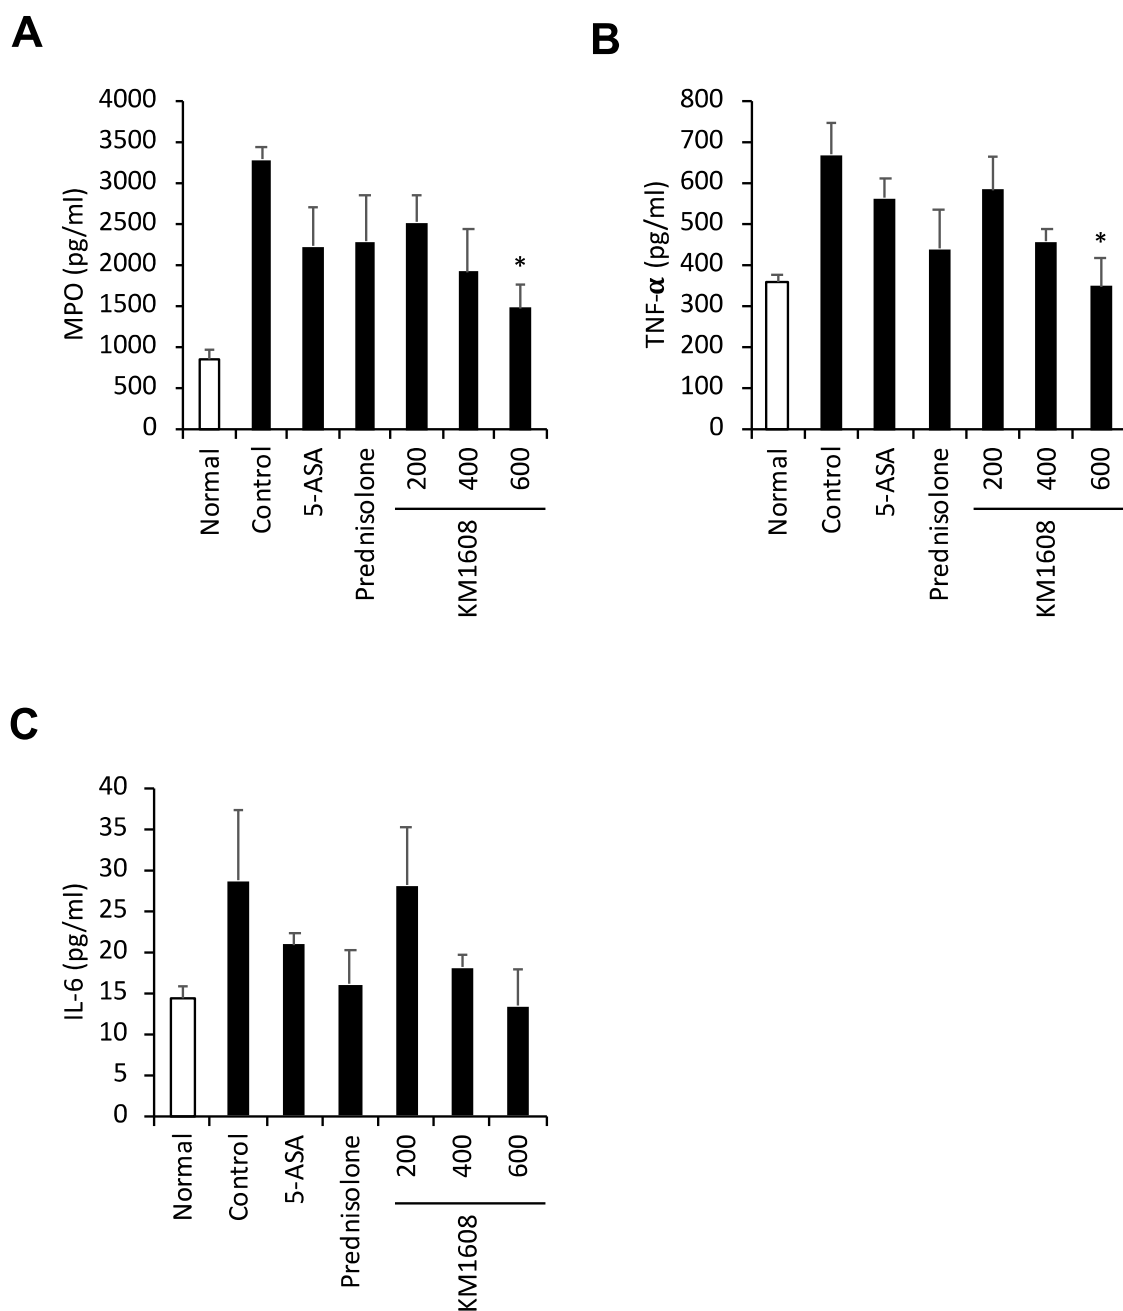 A
MPO (pg/ml)
4000
3500
3000
2500
2000
1500
1000
500
0
*
Normal
Control
5-ASA
Prednisolone
200
400
600
KM1608
B
TNF-α (pg/ml)
800
700
600
500
400
300
200
100
0
*
Normal
Control
5-ASA
Prednisolone
200
400
600
KM1608
C
IL-6 (pg/ml)
40
35
30
25
20
15
10
5
0
Normal
Control
5-ASA
Prednisolone
200
400
600
KM1608